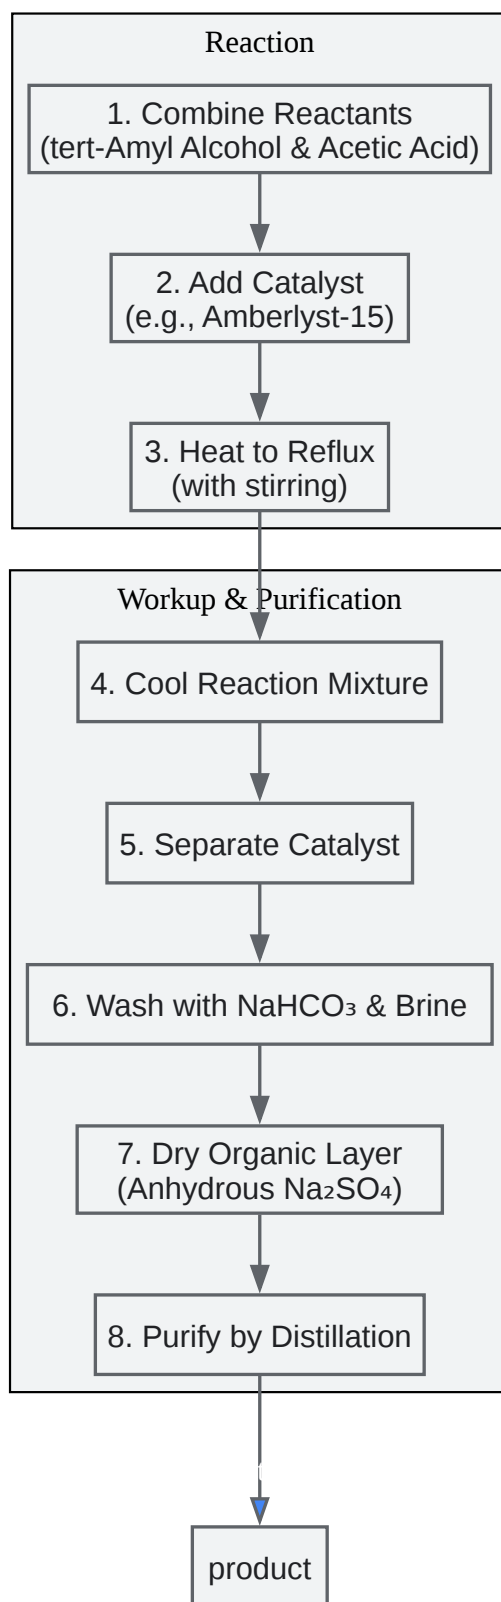 Reaction
1. Combine Reactants
(tert-Amyl Alcohol & Acetic Acid)
2. Add Catalyst
(e.g., Amberlyst-15)
3. Heat to Reflux
(with stirring)
Workup & Purification
4. Cool Reaction Mixture
5. Separate Catalyst
6. Wash with NaHCO₃ & Brine
7. Dry Organic Layer
(Anhydrous Na₂SO₄)
8. Purify by Distillation
product